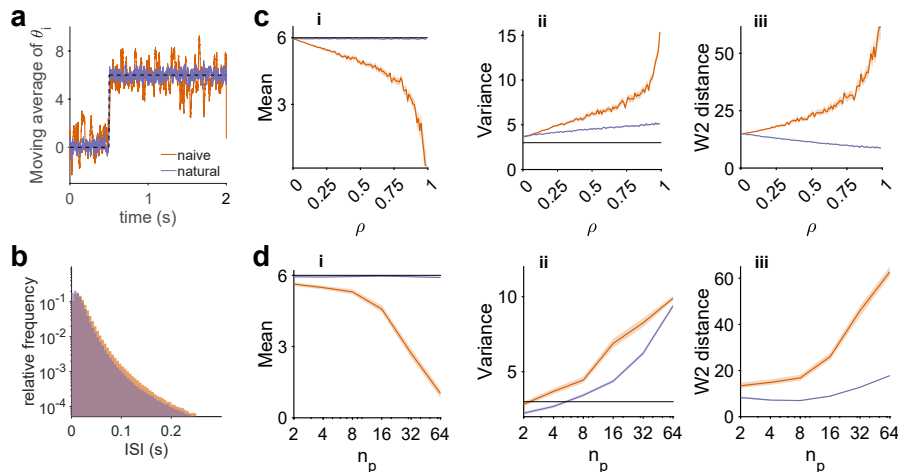 a
Moving average of θi
8
4
0
naive
natural
0
1
2
time (s)
b
relative frequency
10-1
10-2
10-3
10-4
0
0.1
0.2
ISI (s)
c
i
Mean
6
3
0
0.25
0.5
0.75
1
ρ
ii
Variance
15
10
5
0
0
0.25
0.5
0.75
1
ρ
iii
W2 distance
50
25
0
0
0.25
0.5
0.75
1
ρ
d
i
Mean
6
3
0
2
4
8
16
32
64
np
ii
Variance
10
5
2
4
8
16
32
64
np
iii
W2 distance
60
40
20
0
2
4
8
16
32
64
np